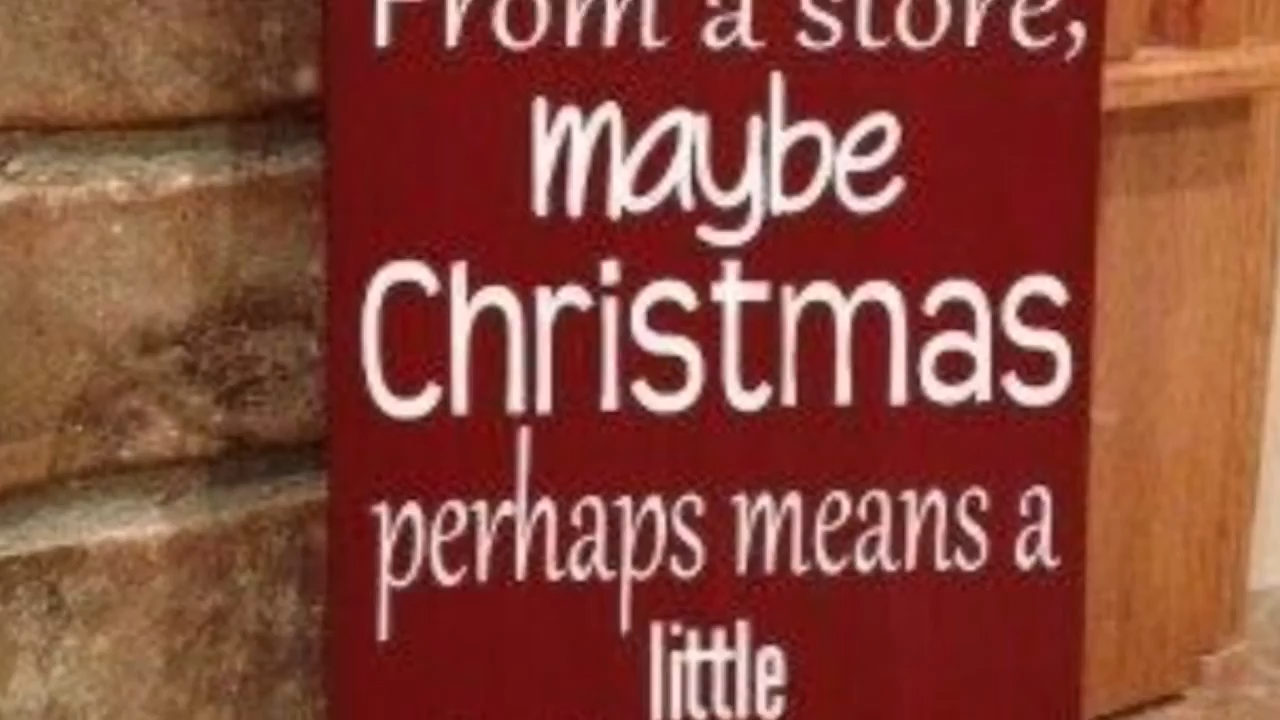 From a store,
maybe
Christmas
perhaps means a
little